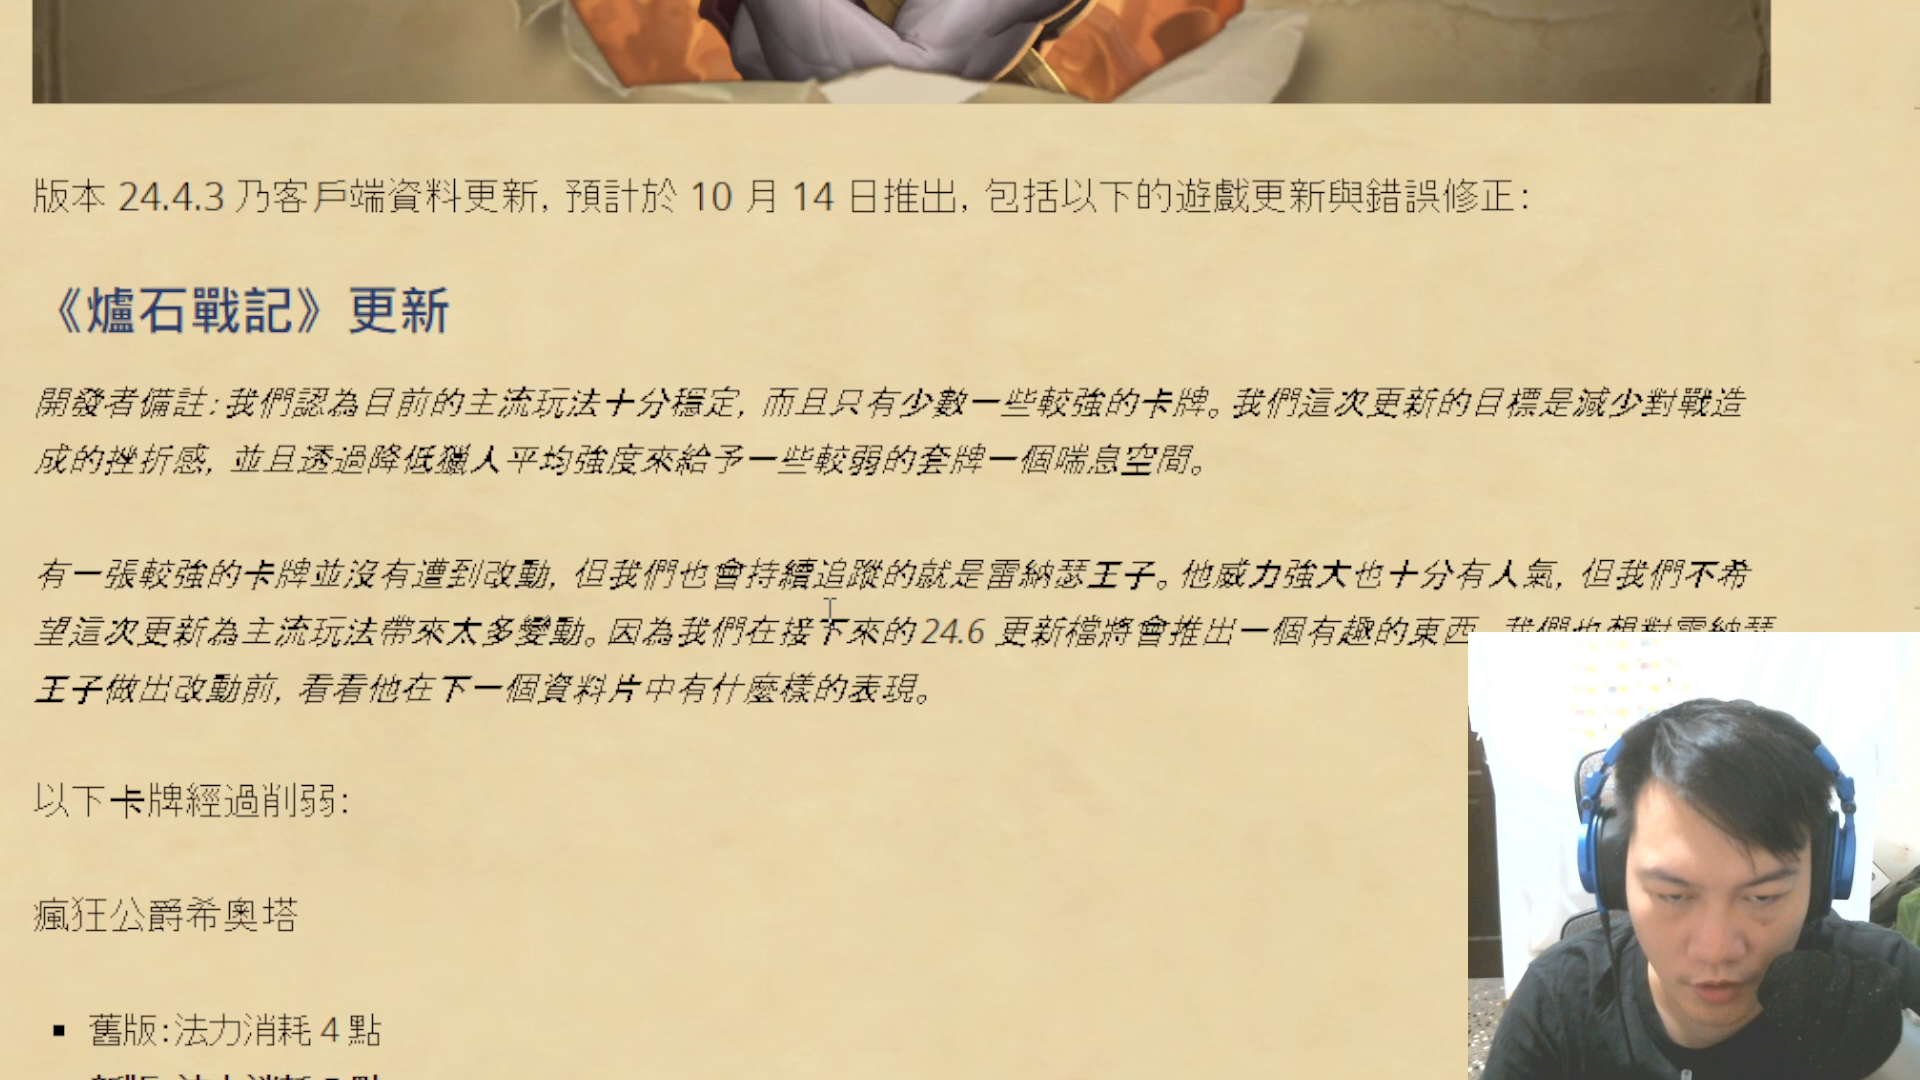 版本 24.4.3 乃客戶端資料更新，預計於 10 月 14 日推出，包括以下的遊戲更新與錯誤修正：
《爐石戰記》更新
開發者備註：我們認為目前的主流玩法十分穩定，而且只有少數一些較強的卡牌。我們這次更新的目標是減少對戰造
成的挫折感，並且透過降低獵人平均強度來給予一些較弱的套牌一個喘息空間。
有一張較強的卡牌並沒有遭到改動，但我們也會持續追蹤的就是雷納瑟王子。他威力強大也十分有人氣，但我們不希
望這次更新為主流玩法帶來太多變動。因為我們在接下來的 24.6 更新檔將會推出一個有趣的東西，我們也想對雷納瑟
王子做出改動前，看看他在下一個資料片中有什麼樣的表現。
以下卡牌經過削弱：
瘋狂公爵希奧塔
▪ 舊版：法力消耗 4 點